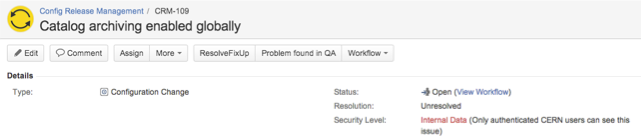 Config Release Management / CRM-109
Catalog archiving enabled globally
Edit Comment Assign More ResolveFixUp Problem found in QA Workflow
Details
Type: Configuration Change Status: Open (View Workflow)
Resolution: Unresolved
Security Level: Internal Data (Only authenticated CERN users can see this
issue)